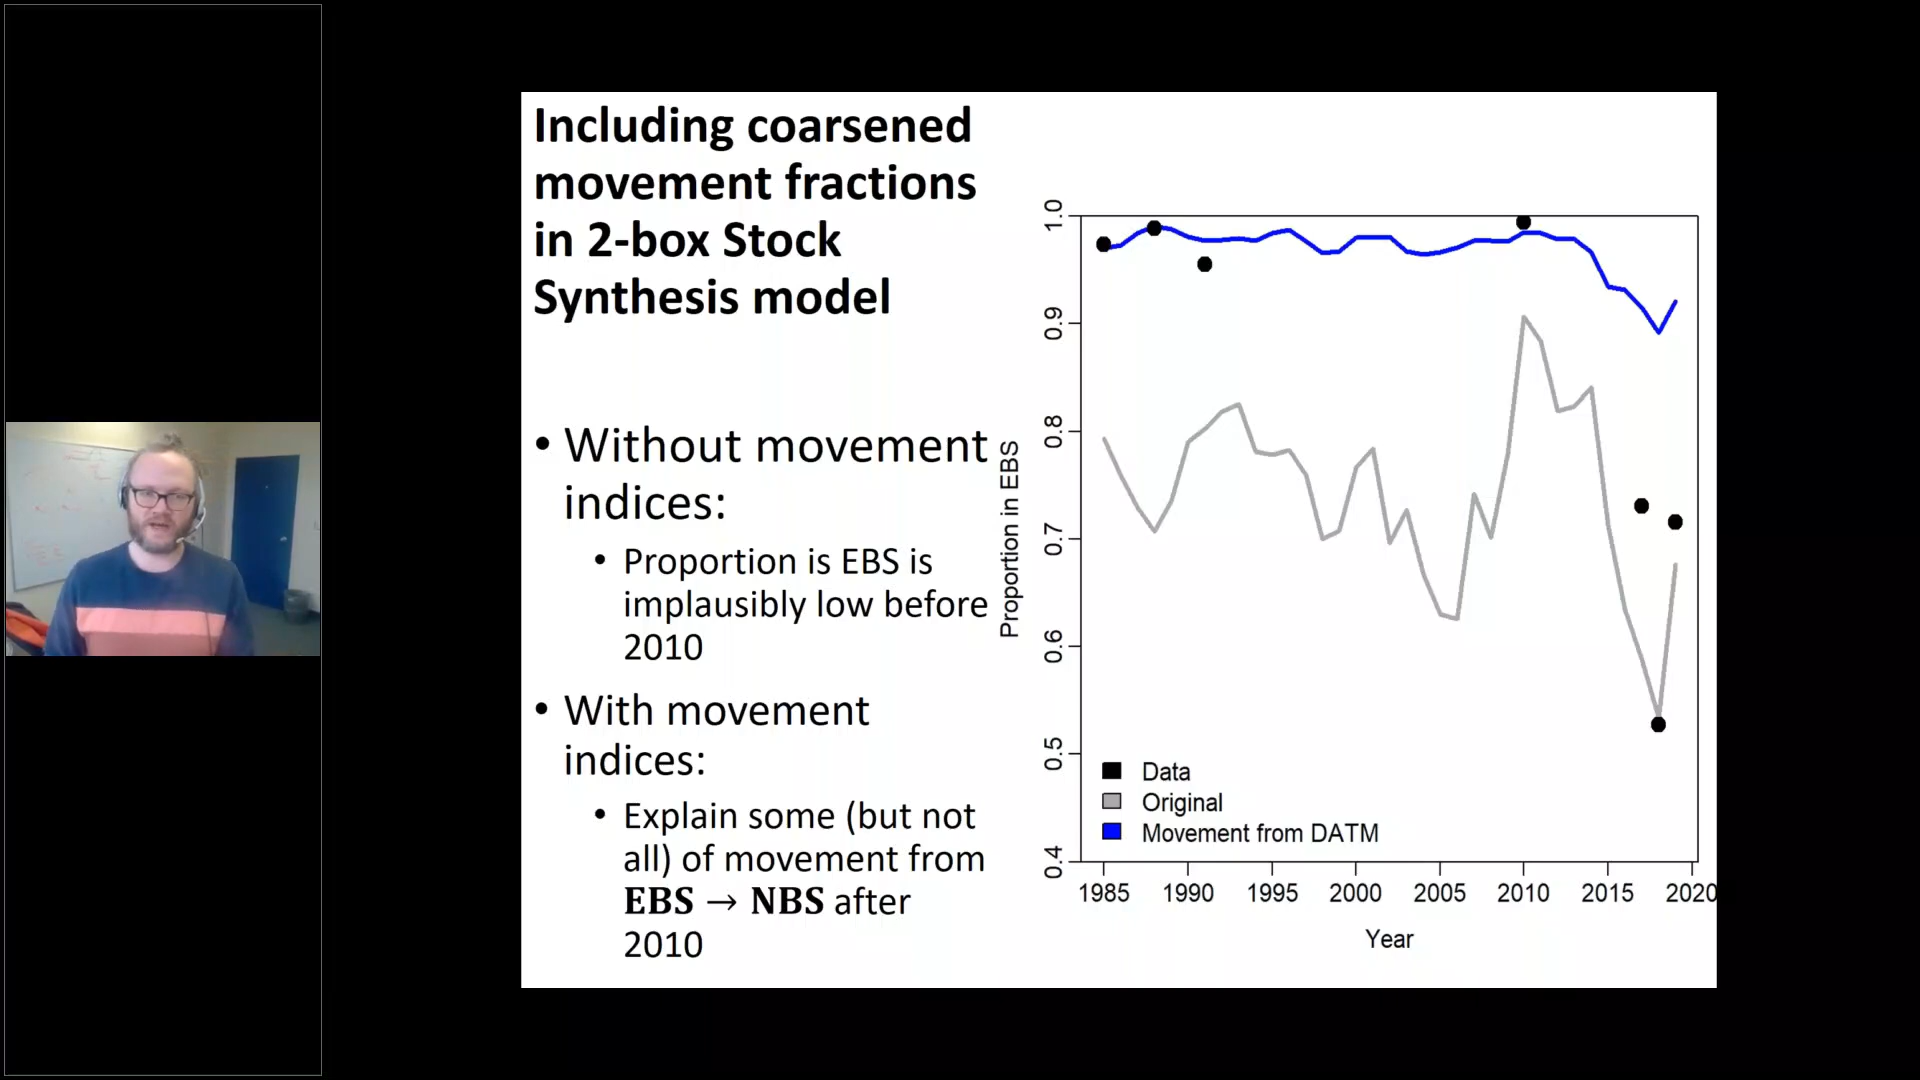 Including coarsened
movement fractions
in 2-box Stock
Synthesis model
• Without movement
indices:
• Proportion is EBS is
implausibly low before
2010
• With movement
indices:
• Explain some (but not
all) of movement from
EBS → NBS after
2010
Proportion in EBS
1.0
0.9
0.8
0.7
0.6
0.5
0.4
Data
Original
Movement from DATM
1985 1990 1995 2000 2005 2010 2015 2020
Year